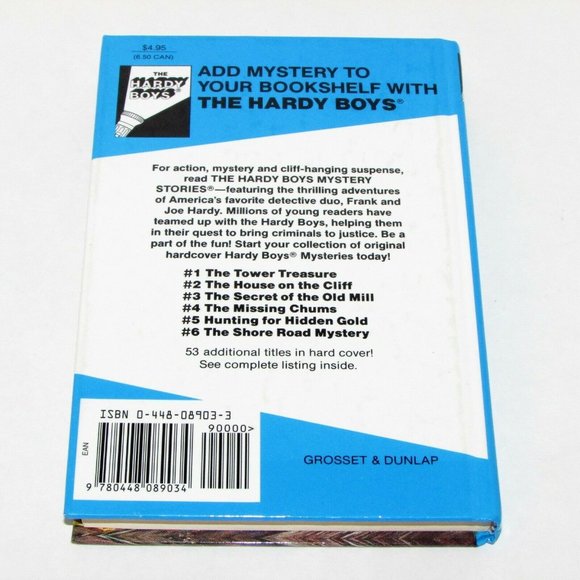 $4.95
(6.50 CAN)
THE
HARDY
BOYS®
ADD MYSTERY TO
YOUR BOOKSHELF WITH
THE HARDY BOYS®
For action, mystery and cliff-hanging suspense,
read THE HARDY BOYS MYSTERY
STORIES®—featuring the thrilling adventures
of America's favorite detective duo, Frank and
Joe Hardy. Millions of young readers have
teamed up with the Hardy Boys, helping them
in their quest to bring criminals to justice. Be a
part of the fun! Start your collection of original
hardcover Hardy Boys® Mysteries today!
#1 The Tower Treasure
#2 The House on the Cliff
#3 The Secret of the Old Mill
#4 The Missing Chums
#5 Hunting for Hidden Gold
#6 The Shore Road Mystery
53 additional titles in hard cover!
See complete listing inside.
ISBN 0-448-08903-3
90000>
EAN
9 780448 089034
GROSSET & DUNLAP